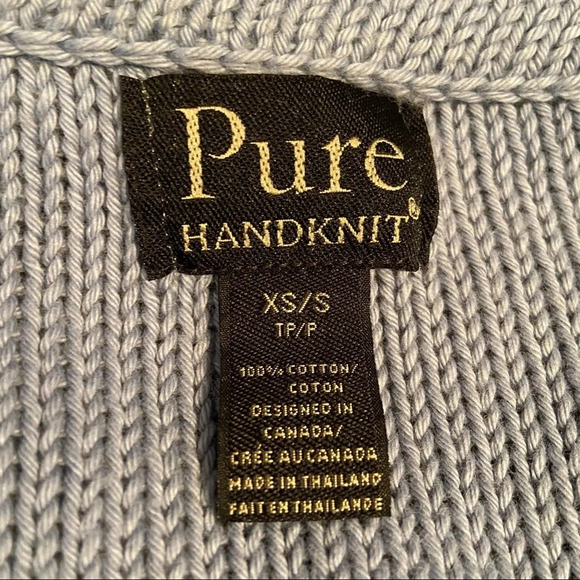 Pure
HANDKNIT®
XS/S
TP/P
100% COTTON/
COTON
DESIGNED IN
CANADA/
CRÉE AU CANADA
MADE IN THAILAND
FAIT EN THAILANDE